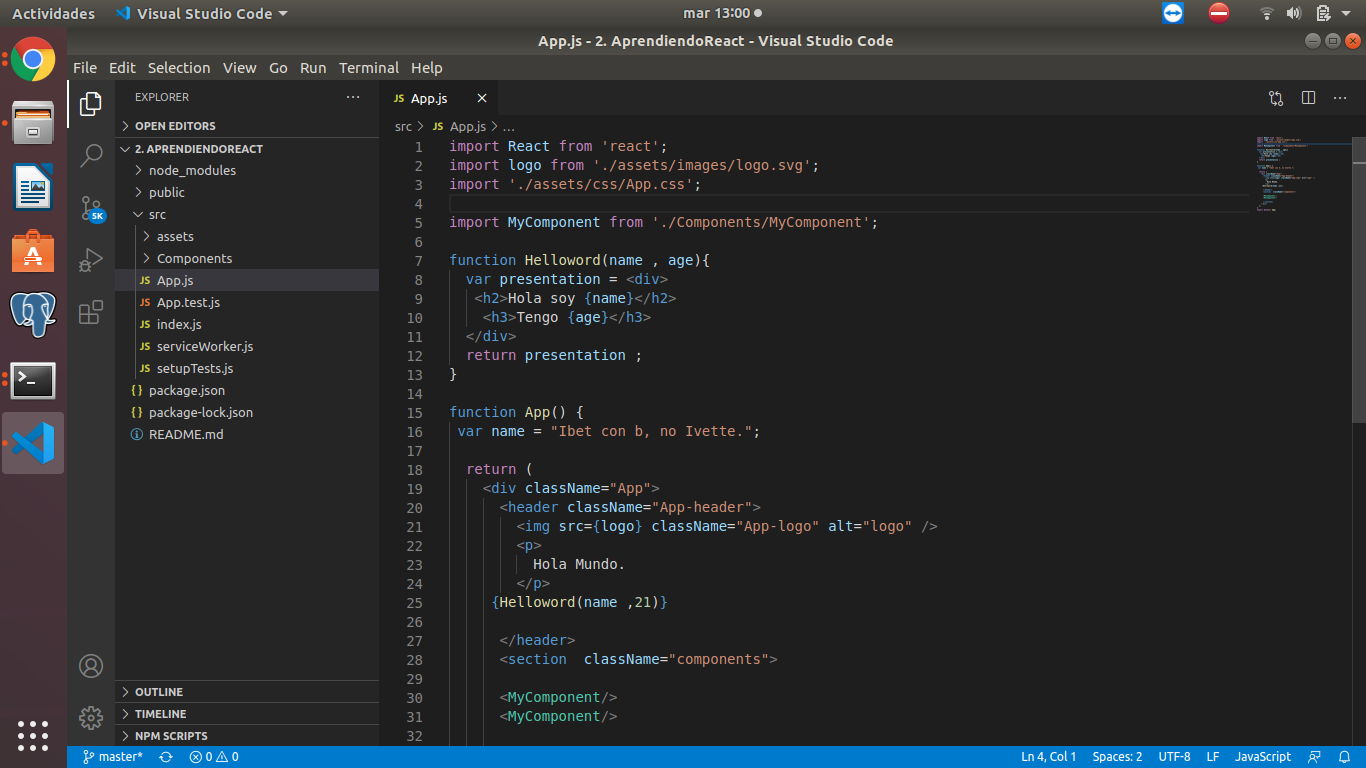 Actividades
Visual Studio Code
mar 13:00
App.js - 2. AprendiendoReact - Visual Studio Code
File Edit Selection View Go Run Terminal Help
EXPLORER
OPEN EDITORS
2. APRENDIENDOREACT
node_modules
public
src
assets
Components
JS App.js
JS App.test.js
JS index.js
JS serviceWorker.js
JS setupTests.js
{} package.json
{} package-lock.json
README.md
OUTLINE
TIMELINE
NPM SCRIPTS
5K
JS App.js
src > JS App.js > ...
1 import React from 'react';
2 import logo from './assets/images/logo.svg';
3 import './assets/css/App.css';
4
5 import MyComponent from './Components/MyComponent';
6
7 function Helloword(name , age){
8 var presentation = <div>
9 <h2>Hola soy {name}</h2>
10 <h3>Tengo {age}</h3>
11 </div>
12 return presentation ;
13 }
14
15 function App() {
16 var name = "Ibet con b, no Ivette.";
17
18 return (
19 <div className="App">
20 <header className="App-header">
21 <img src={logo} className="App-logo" alt="logo" />
22 <p>
23 Hola Mundo.
24 </p>
25 {Helloword(name ,21)}
26
27 </header>
28 <section  className="components">
29
30 <MyComponent/>
31 <MyComponent/>
32
master* 0 0
Ln 4, Col 1 Spaces: 2 UTF-8 LF JavaScript